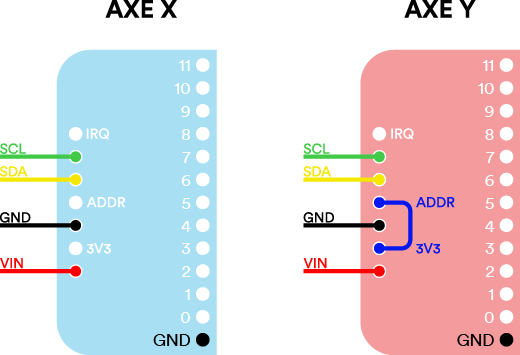 AXE X
11
10
9
IRQ 8
SCL 7
SDA 6
ADDR 5
GND 4
3V3 3
VIN 2
1
0
GND
AXE Y
11
10
9
IRQ 8
SCL 7
SDA 6
ADDR 5
GND 4
3V3 3
VIN 2
1
0
GND